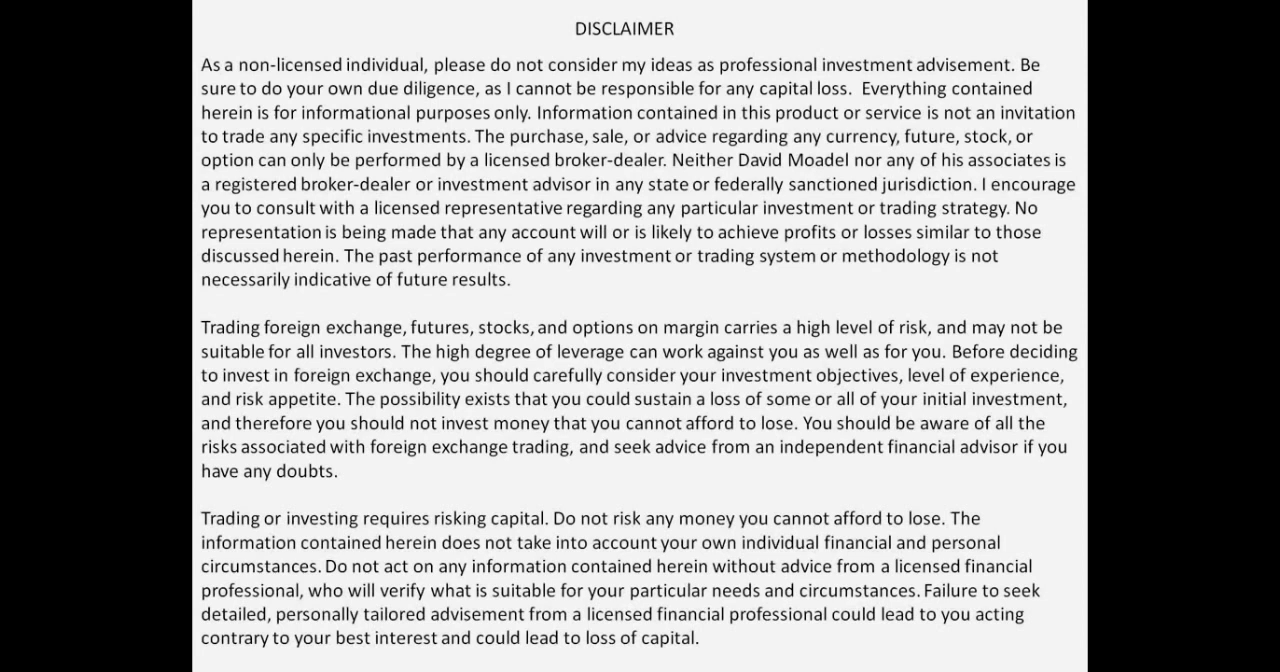 DISCLAIMER
As a non-licensed individual, please do not consider my ideas as professional investment advisement. Be
sure to do your own due diligence, as I cannot be responsible for any capital loss.  Everything contained
herein is for informational purposes only. Information contained in this product or service is not an invitation
to trade any specific investments. The purchase, sale, or advice regarding any currency, future, stock, or
option can only be performed by a licensed broker-dealer. Neither David Moadel nor any of his associates is
a registered broker-dealer or investment advisor in any state or federally sanctioned jurisdiction. I encourage
you to consult with a licensed representative regarding any particular investment or trading strategy. No
representation is being made that any account will or is likely to achieve profits or losses similar to those
discussed herein. The past performance of any investment or trading system or methodology is not
necessarily indicative of future results.
Trading foreign exchange, futures, stocks, and options on margin carries a high level of risk, and may not be
suitable for all investors. The high degree of leverage can work against you as well as for you. Before deciding
to invest in foreign exchange, you should carefully consider your investment objectives, level of experience,
and risk appetite. The possibility exists that you could sustain a loss of some or all of your initial investment,
and therefore you should not invest money that you cannot afford to lose. You should be aware of all the
risks associated with foreign exchange trading, and seek advice from an independent financial advisor if you
have any doubts.
Trading or investing requires risking capital. Do not risk any money you cannot afford to lose. The
information contained herein does not take into account your own individual financial and personal
circumstances. Do not act on any information contained herein without advice from a licensed financial
professional, who will verify what is suitable for your particular needs and circumstances. Failure to seek
detailed, personally tailored advisement from a licensed financial professional could lead to you acting
contrary to your best interest and could lead to loss of capital.